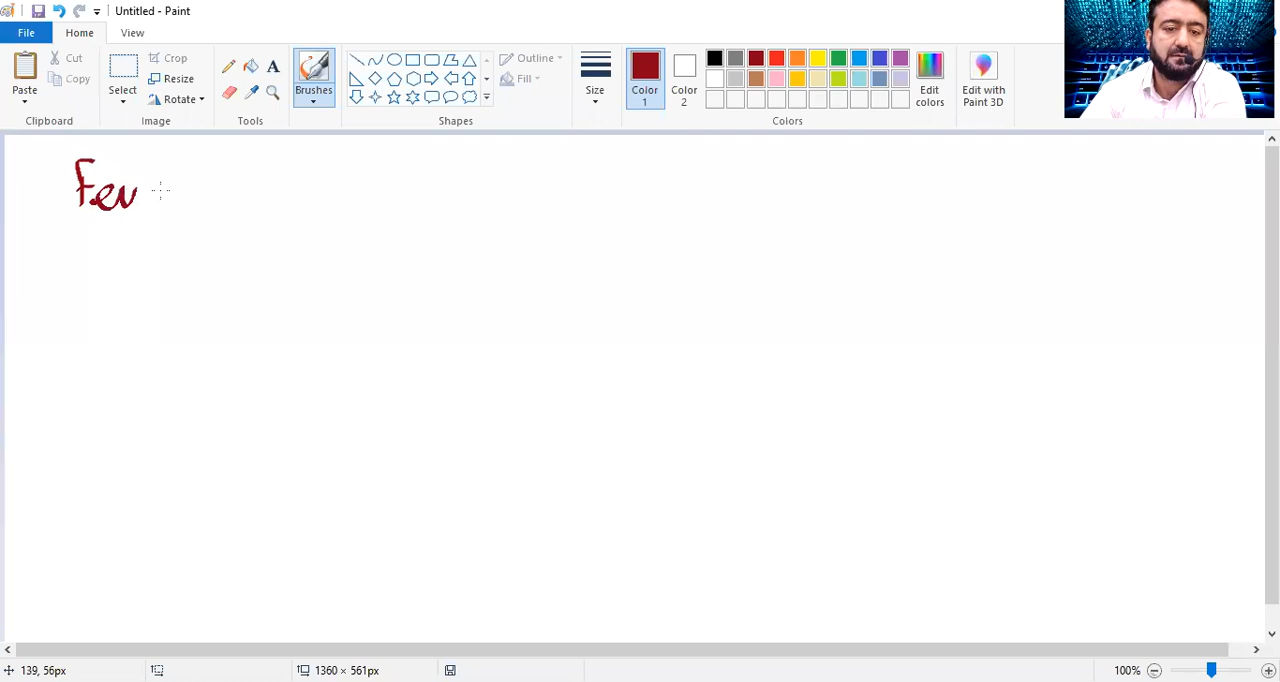 Untitled - Paint
File Home View
Paste
Cut
Copy
Clipboard
Select
Crop
Resize
Rotate
Image
A
Tools
Brushes
Shapes
Outline
Fill
Size
Color 1
Color 2
Edit colors
Edit with Paint 3D
Colors
139, 56px
1360 × 561px
100%